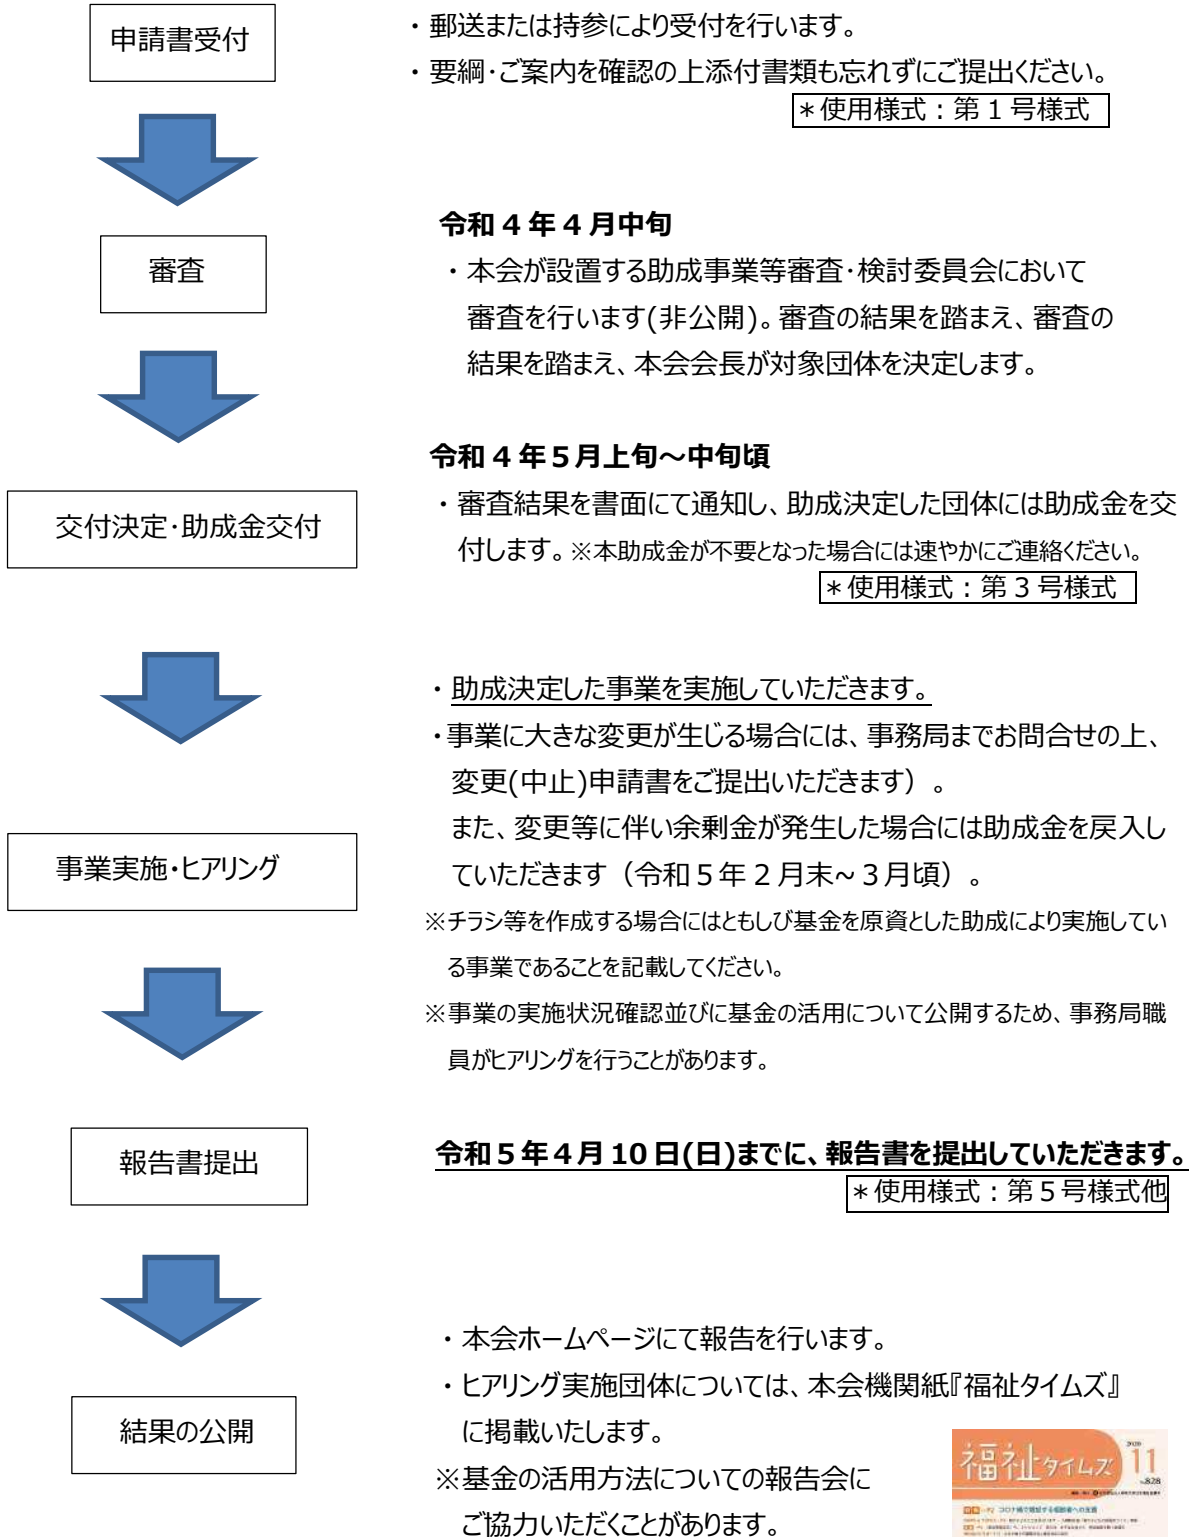 申請書受付
・郵送または持参により受付を行います。
・要綱・ご案内を確認の上添付書類も忘れずにご提出ください。
＊使用様式：第１号様式
令和４年４月中旬
審査
・本会が設置する助成事業等審査・検討委員会において
審査を行います(非公開)。審査の結果を踏まえ、審査の
結果を踏まえ、本会会長が対象団体を決定します。
令和４年５月上旬～中旬頃
交付決定・助成金交付
・審査結果を書面にて通知し、助成決定した団体には助成金を交
付します。※本助成金が不要となった場合には速やかにご連絡ください。
＊使用様式：第３号様式
・助成決定した事業を実施していただきます。
・事業に大きな変更が生じる場合には、事務局までお問合せの上、
変更(中止)申請書をご提出いただきます）。
また、変更等に伴い余剰金が発生した場合には助成金を戻入し
事業実施・ヒアリング
ていただきます（令和５年２月末~３月頃）。
※チラシ等を作成する場合にはともしび基金を原資とした助成により実施してい
る事業であることを記載してください。
※事業の実施状況確認並びに基金の活用について公開するため、事務局職
員がヒアリングを行うことがあります。
報告書提出
令和５年４月10日(日)までに、報告書を提出していただきます。
＊使用様式：第５号様式他
・本会ホームページにて報告を行います。
・ヒアリング実施団体については、本会機関紙『福祉タイムズ』
に掲載いたします。
結果の公開
※基金の活用方法についての報告会に
ご協力いただくことがあります。
福祉タイムズ
11
828